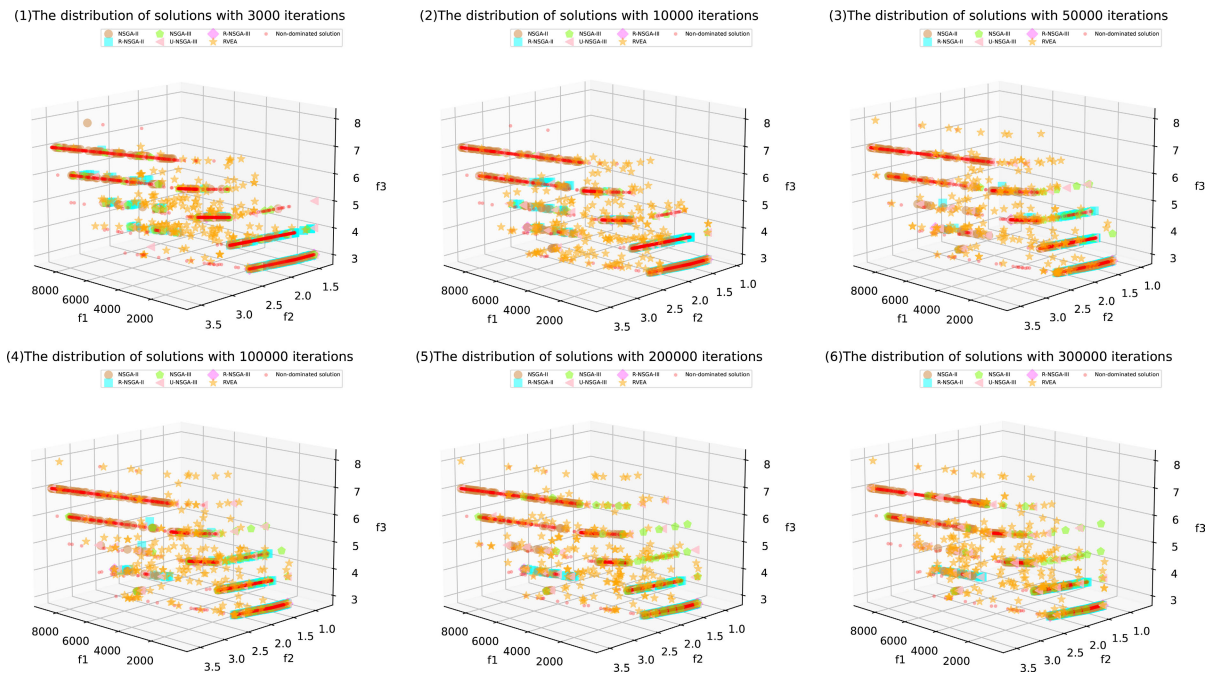 (1)The distribution of solutions with 3000 iterations
NSGA-II NSGA-III R-NSGA-III Non-dominated solution
R-NSGA-II U-NSGA-III RVEA
8
7
6
5
4
3
f3
8000 6000 4000 2000
f1
3.5 3.0 2.5 2.0 1.5
f2
(2)The distribution of solutions with 10000 iterations
NSGA-II NSGA-III R-NSGA-III Non-dominated solution
R-NSGA-II U-NSGA-III RVEA
8
7
6
5
4
3
f3
8000 6000 4000 2000
f1
3.5 3.0 2.5 2.0 1.5 1.0
f2
(3)The distribution of solutions with 50000 iterations
NSGA-II NSGA-III R-NSGA-III Non-dominated solution
R-NSGA-II U-NSGA-III RVEA
8
7
6
5
4
3
f3
8000 6000 4000 2000
f1
3.5 3.0 2.5 2.0 1.5 1.0
f2
(4)The distribution of solutions with 100000 iterations
NSGA-II NSGA-III R-NSGA-III Non-dominated solution
R-NSGA-II U-NSGA-III RVEA
8
7
6
5
4
3
f3
8000 6000 4000 2000
f1
3.5 3.0 2.5 2.0 1.5 1.0
f2
(5)The distribution of solutions with 200000 iterations
NSGA-II NSGA-III R-NSGA-III Non-dominated solution
R-NSGA-II U-NSGA-III RVEA
8
7
6
5
4
3
f3
8000 6000 4000 2000
f1
3.5 3.0 2.5 2.0 1.5 1.0
f2
(6)The distribution of solutions with 300000 iterations
NSGA-II NSGA-III R-NSGA-III Non-dominated solution
R-NSGA-II U-NSGA-III RVEA
8
7
6
5
4
3
f3
8000 6000 4000 2000
f1
3.5 3.0 2.5 2.0 1.5 1.0
f2